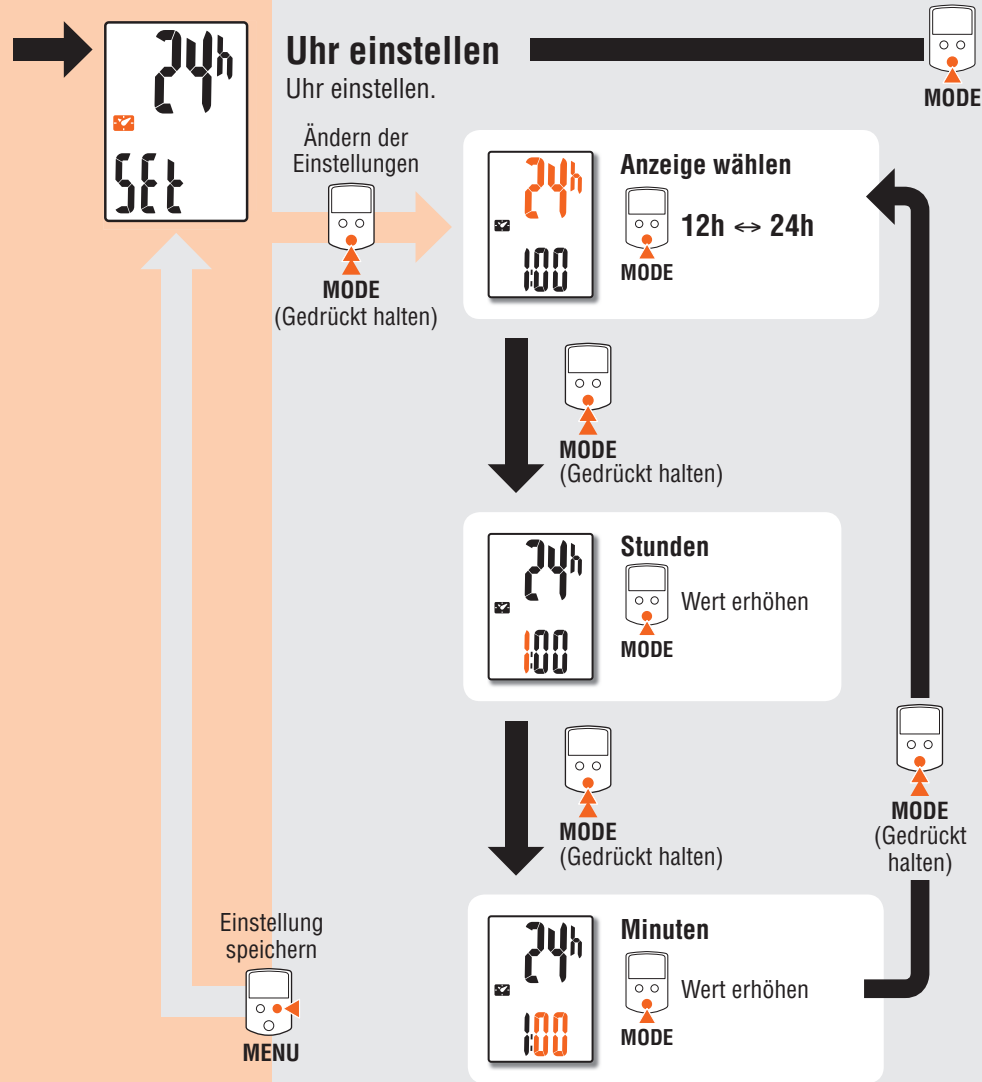 24h
SEt
Uhr einstellen
Uhr einstellen.
MODE
Ändern der
Einstellungen
MODE
(Gedrückt halten)
24h
1:00
Anzeige wählen
12h ↔ 24h
MODE
MODE
(Gedrückt halten)
24h
1:00
Stunden
Wert erhöhen
MODE
MODE
(Gedrückt halten)
MODE
(Gedrückt
halten)
24h
1:00
Minuten
Wert erhöhen
MODE
Einstellung
speichern
MENU